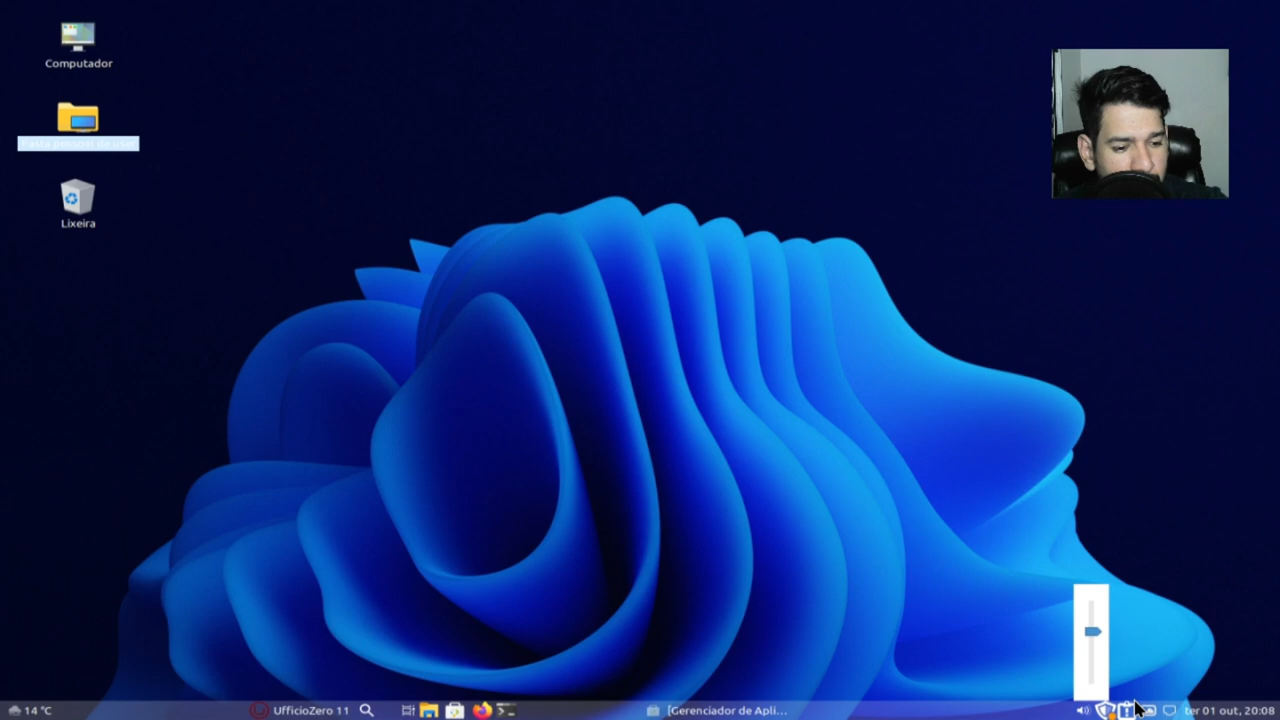 Computador
Lixeira
14 °C
UfficioZero 11
[Gerenciador de Apli...
ter 01 out, 20:08